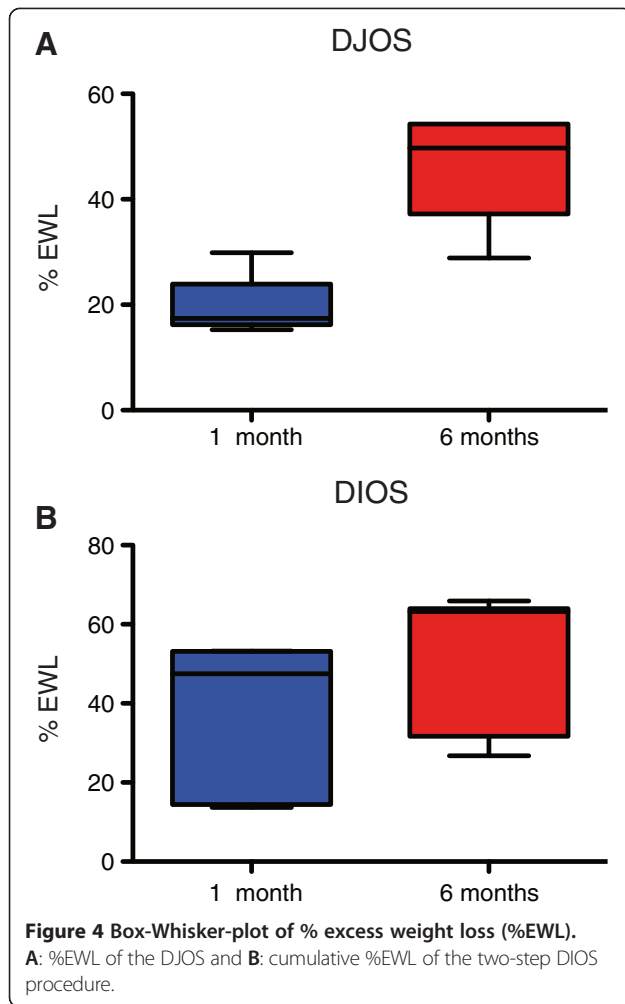 A
DJOS
60
40
20
0
% EWL
1 month
6 months
B
DIOS
80
60
40
20
0
% EWL
1 month
6 months
Figure 4 Box-Whisker-plot of % excess weight loss (%EWL).
A: %EWL of the DJOS and B: cumulative %EWL of the two-step DIOS
procedure.